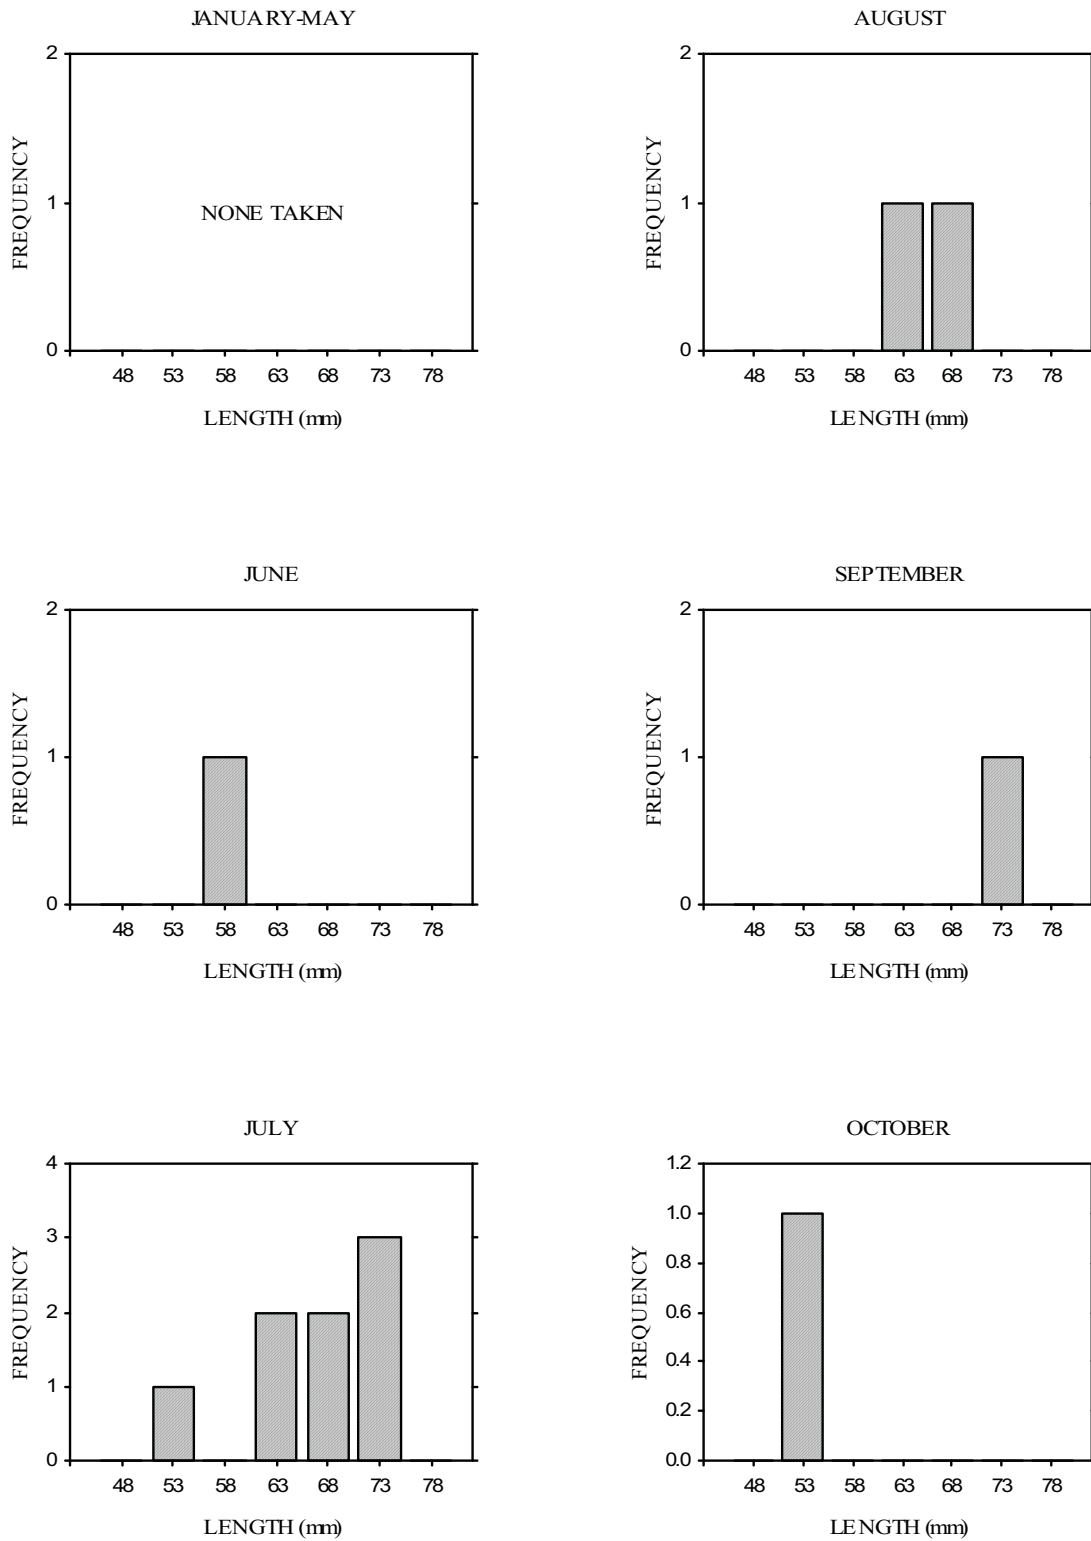 JANUARY-MAY
2
1
0
FREQUENCY
NONE TAKEN
48 53 58 63 68 73 78
LENGTH (mm)
AUGUST
2
1
0
FREQUENCY
48 53 58 63 68 73 78
LENGTH (mm)
JUNE
2
1
0
FREQUENCY
48 53 58 63 68 73 78
LENGTH (mm)
SEPTEMBER
2
1
0
FREQUENCY
48 53 58 63 68 73 78
LENGTH (mm)
JULY
4
3
2
1
0
FREQUENCY
48 53 58 63 68 73 78
LENGTH (mm)
OCTOBER
1.2
1.0
0.8
0.6
0.4
0.2
0.0
FREQUENCY
48 53 58 63 68 73 78
LENGTH (mm)